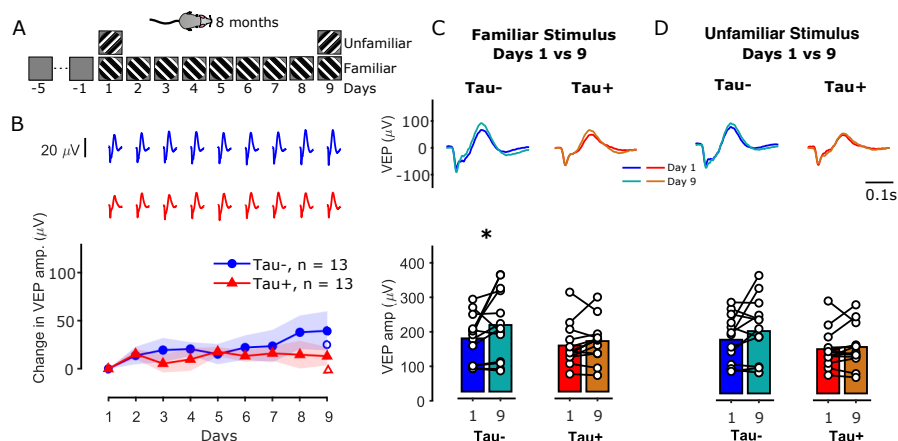 A
8 months
Unfamiliar
Familiar
-5 -1 1 2 3 4 5 6 7 8 9 Days
B
20 μV
Change in VEP amp. (μV)
100
50
0
Tau-, n = 13
Tau+, n = 13
1 2 3 4 5 6 7 8 9
Days
C
Familiar Stimulus
Days 1 vs 9
Tau- Tau+
VEP (μV)
100
0
-100
Day 1
Day 9
*
VEP amp (μV)
400
300
200
100
0
1 9 1 9
Tau- Tau+
D
Unfamiliar Stimulus
Days 1 vs 9
Tau- Tau+
0.1s
1 9 1 9
Tau- Tau+